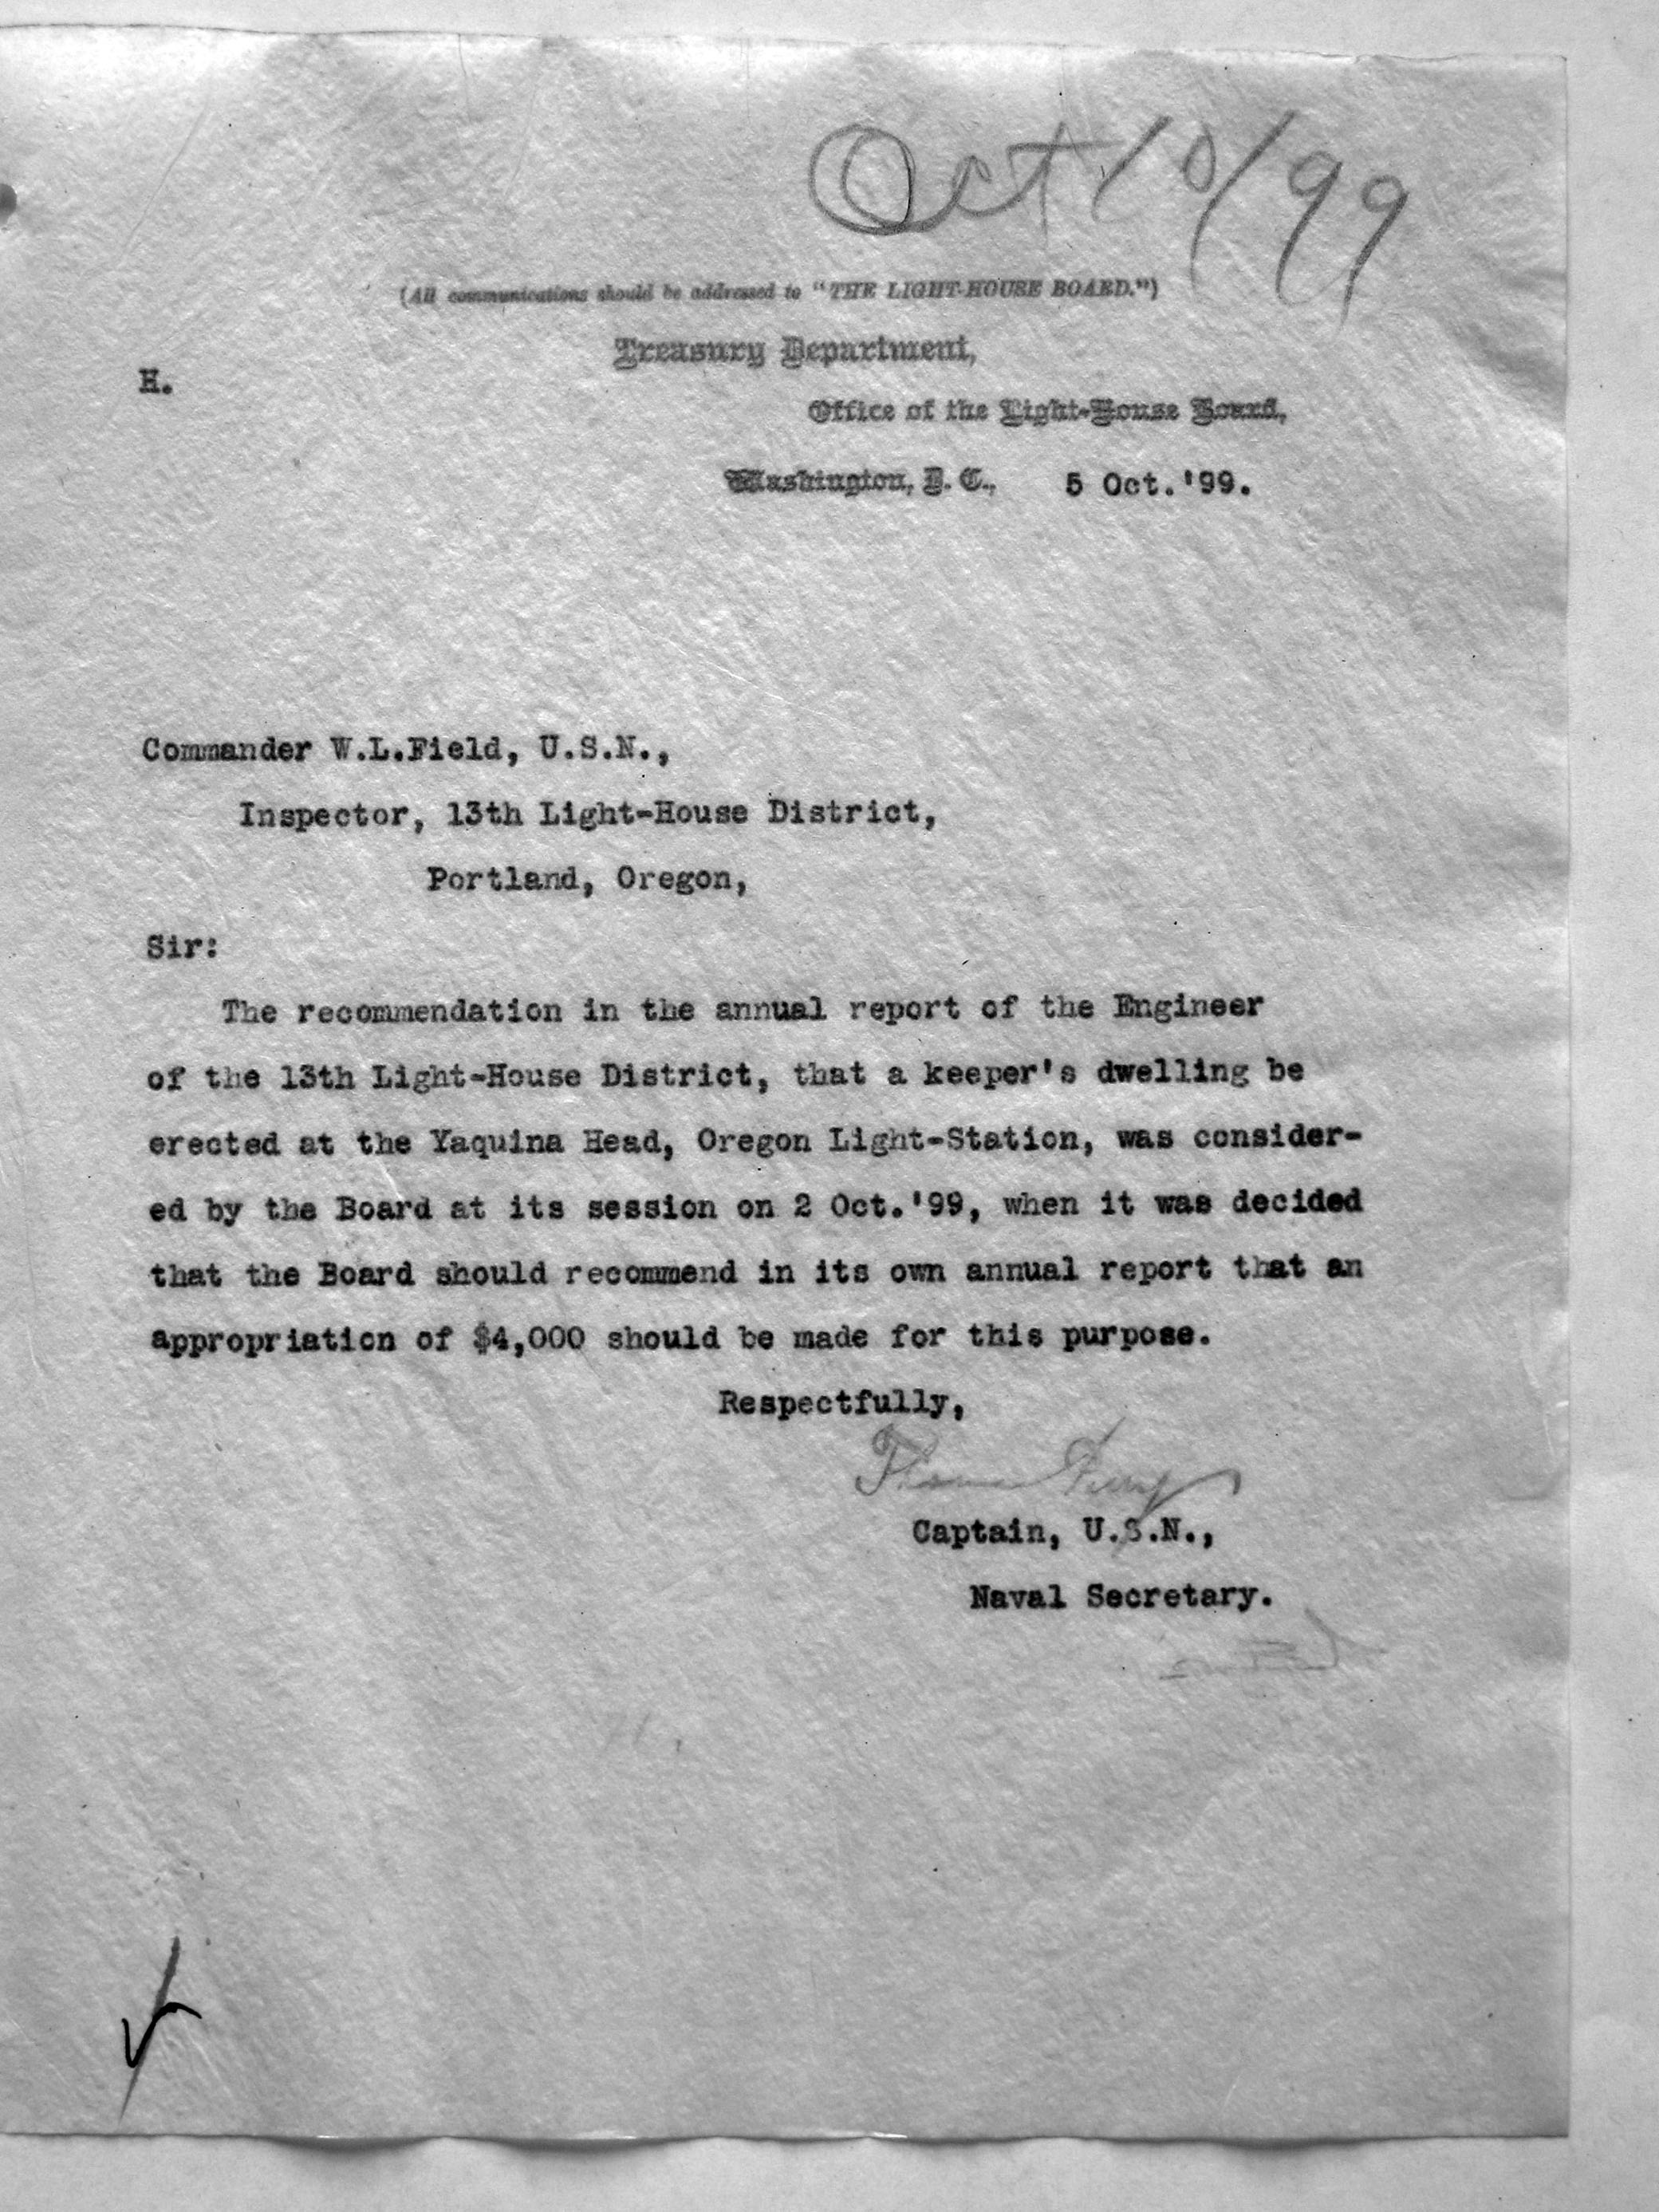 Oct 10/99
(All communications should be addressed to "THE LIGHT-HOUSE BOARD.")
Treasury Department,
H.
Office of the Light-House Board,
Washington, D. C., 5 Oct.'99.
Commander W.L.Field, U.S.N.,
Inspector, 13th Light-House District,
Portland, Oregon,
Sir:
The recommendation in the annual report of the Engineer
of the 13th Light-House District, that a keeper's dwelling be
erected at the Yaquina Head, Oregon Light-Station, was consider-
ed by the Board at its session on 2 Oct.'99, when it was decided
that the Board should recommend in its own annual report that an
appropriation of $4,000 should be made for this purpose.
Respectfully,
Thomas Perry
Captain, U.S.N.,
Naval Secretary.